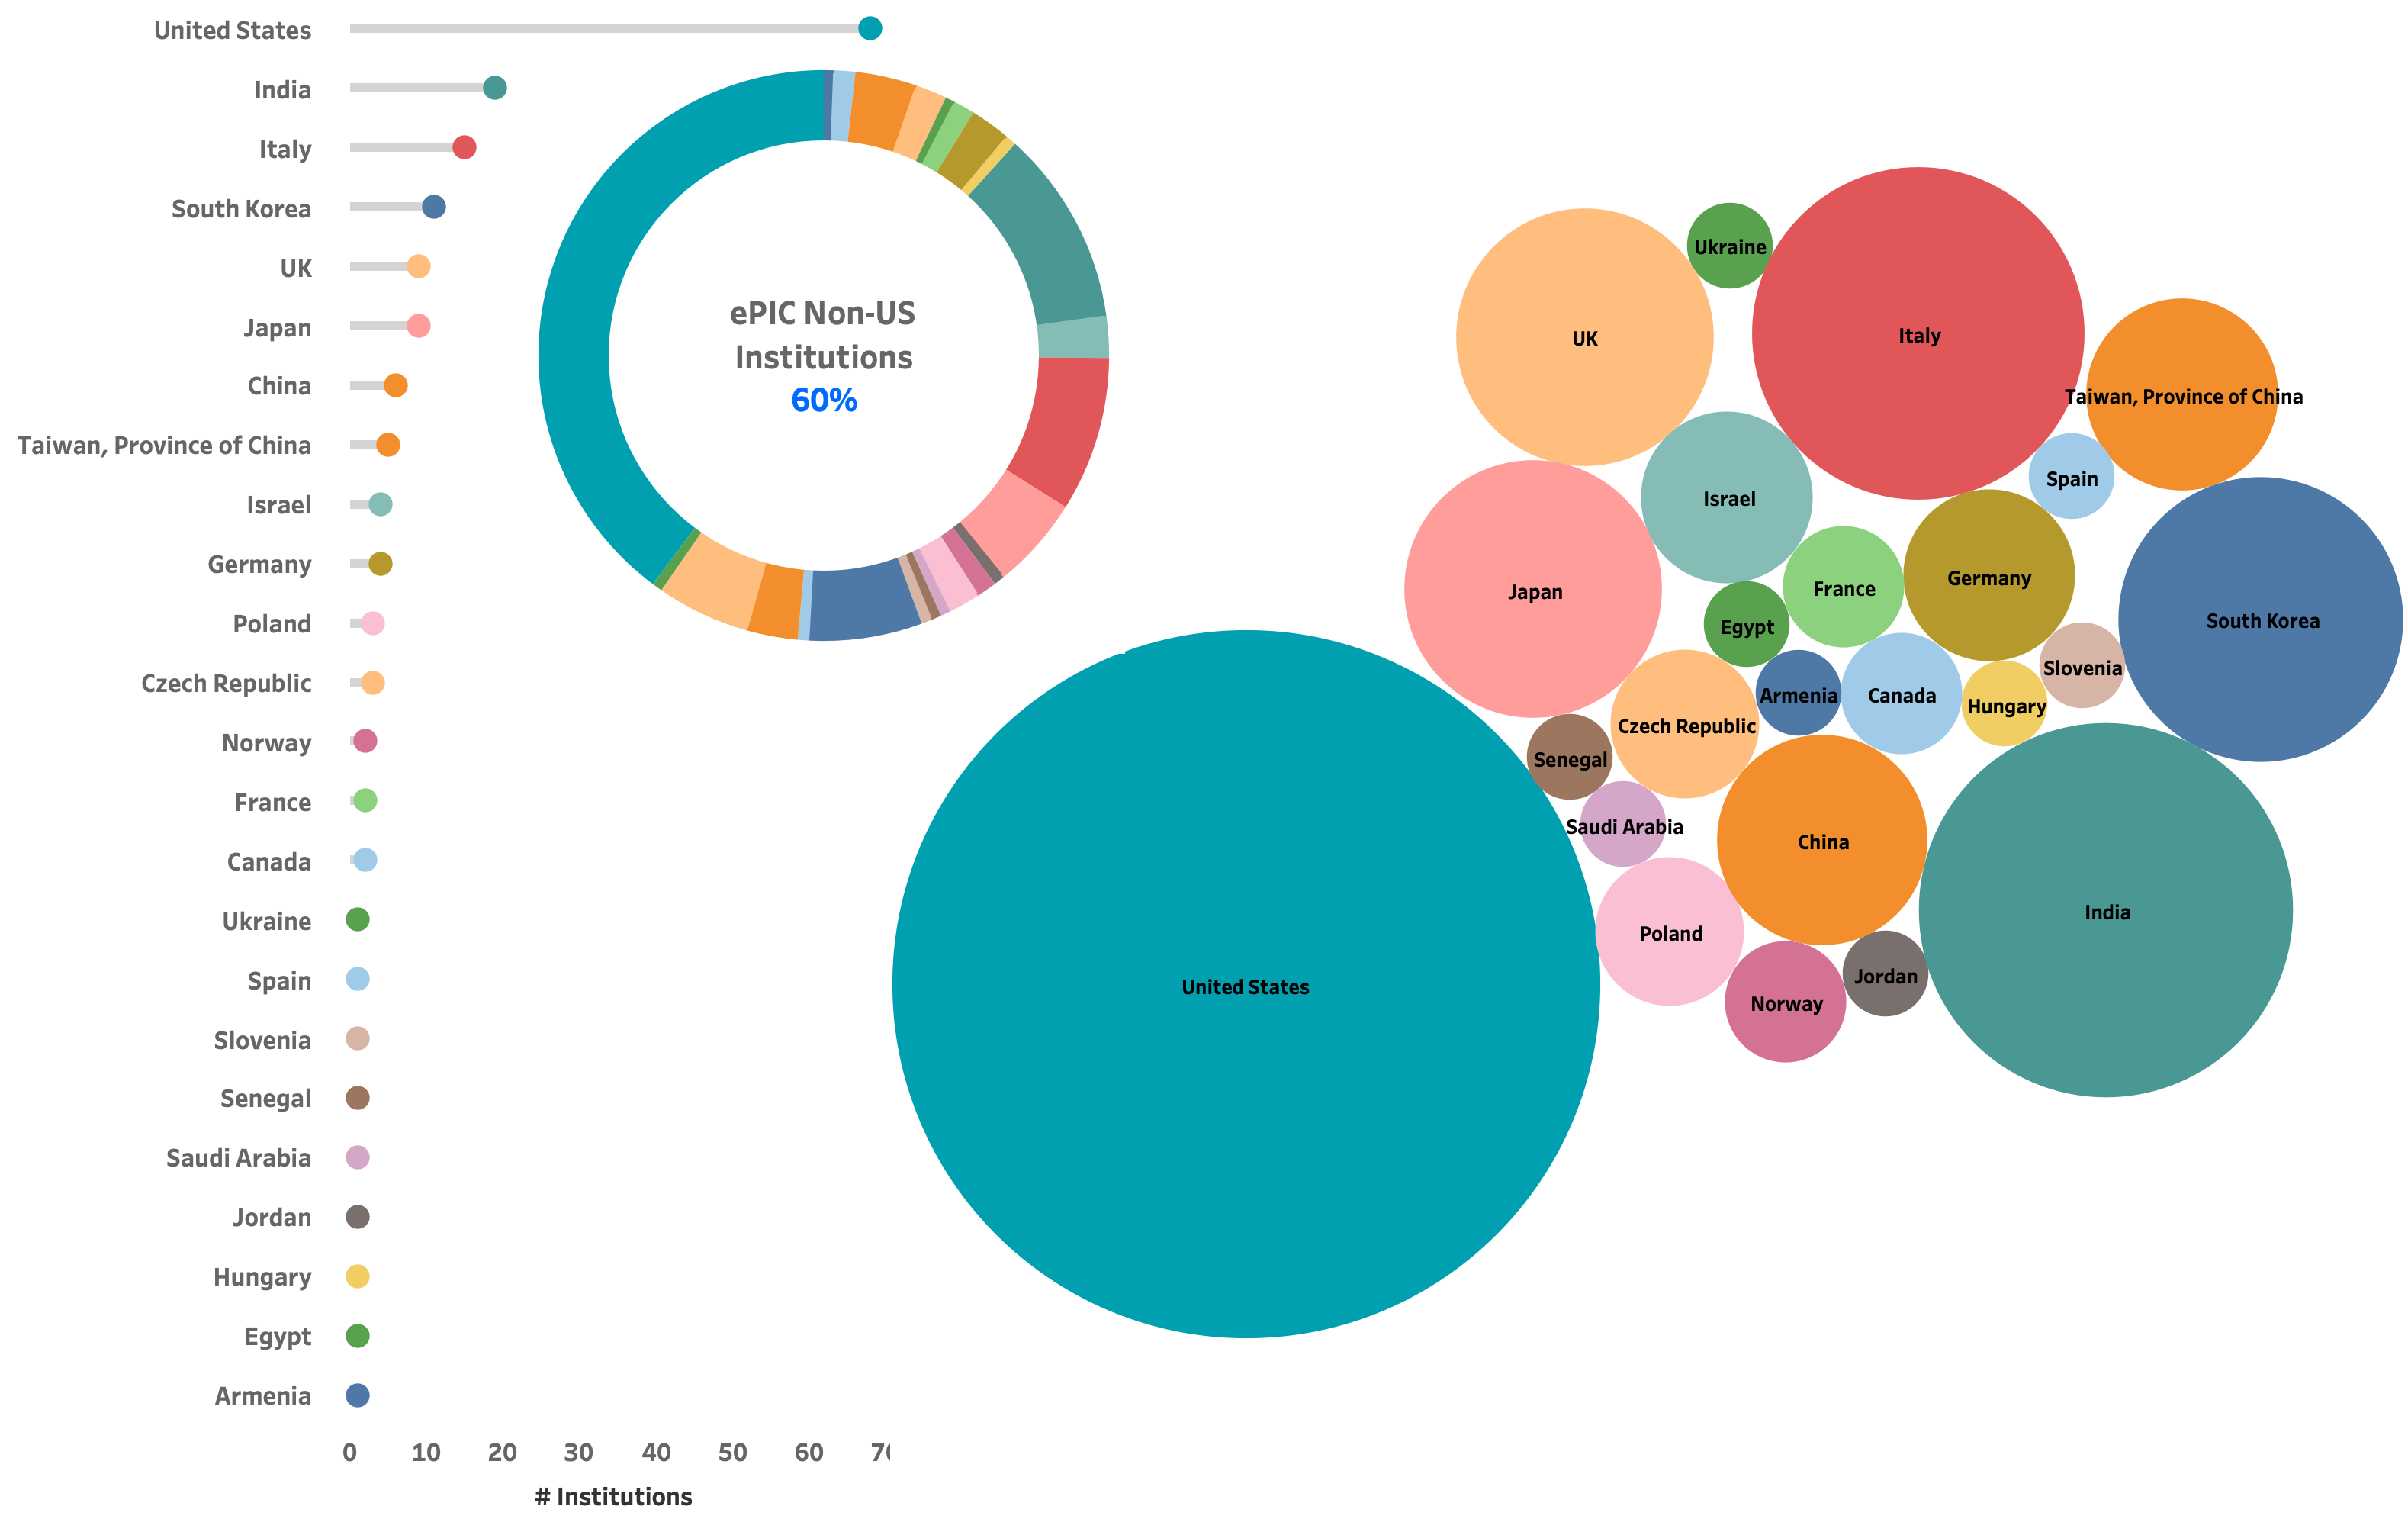 United States
India
Italy
South Korea
UK
Japan
China
Taiwan, Province of China
Israel
Germany
Poland
Czech Republic
Norway
France
Canada
Ukraine
Spain
Slovenia
Senegal
Saudi Arabia
Jordan
Hungary
Egypt
Armenia
0 10 20 30 40 50 60
# Institutions
ePIC Non-US
Institutions
60%
Ukraine
UK
Italy
Taiwan, Province of China
Spain
Israel
Japan
France
Germany
Egypt
South Korea
Slovenia
Armenia
Canada
Hungary
Czech Republic
Senegal
Saudi Arabia
China
India
Poland
Jordan
Norway
United States